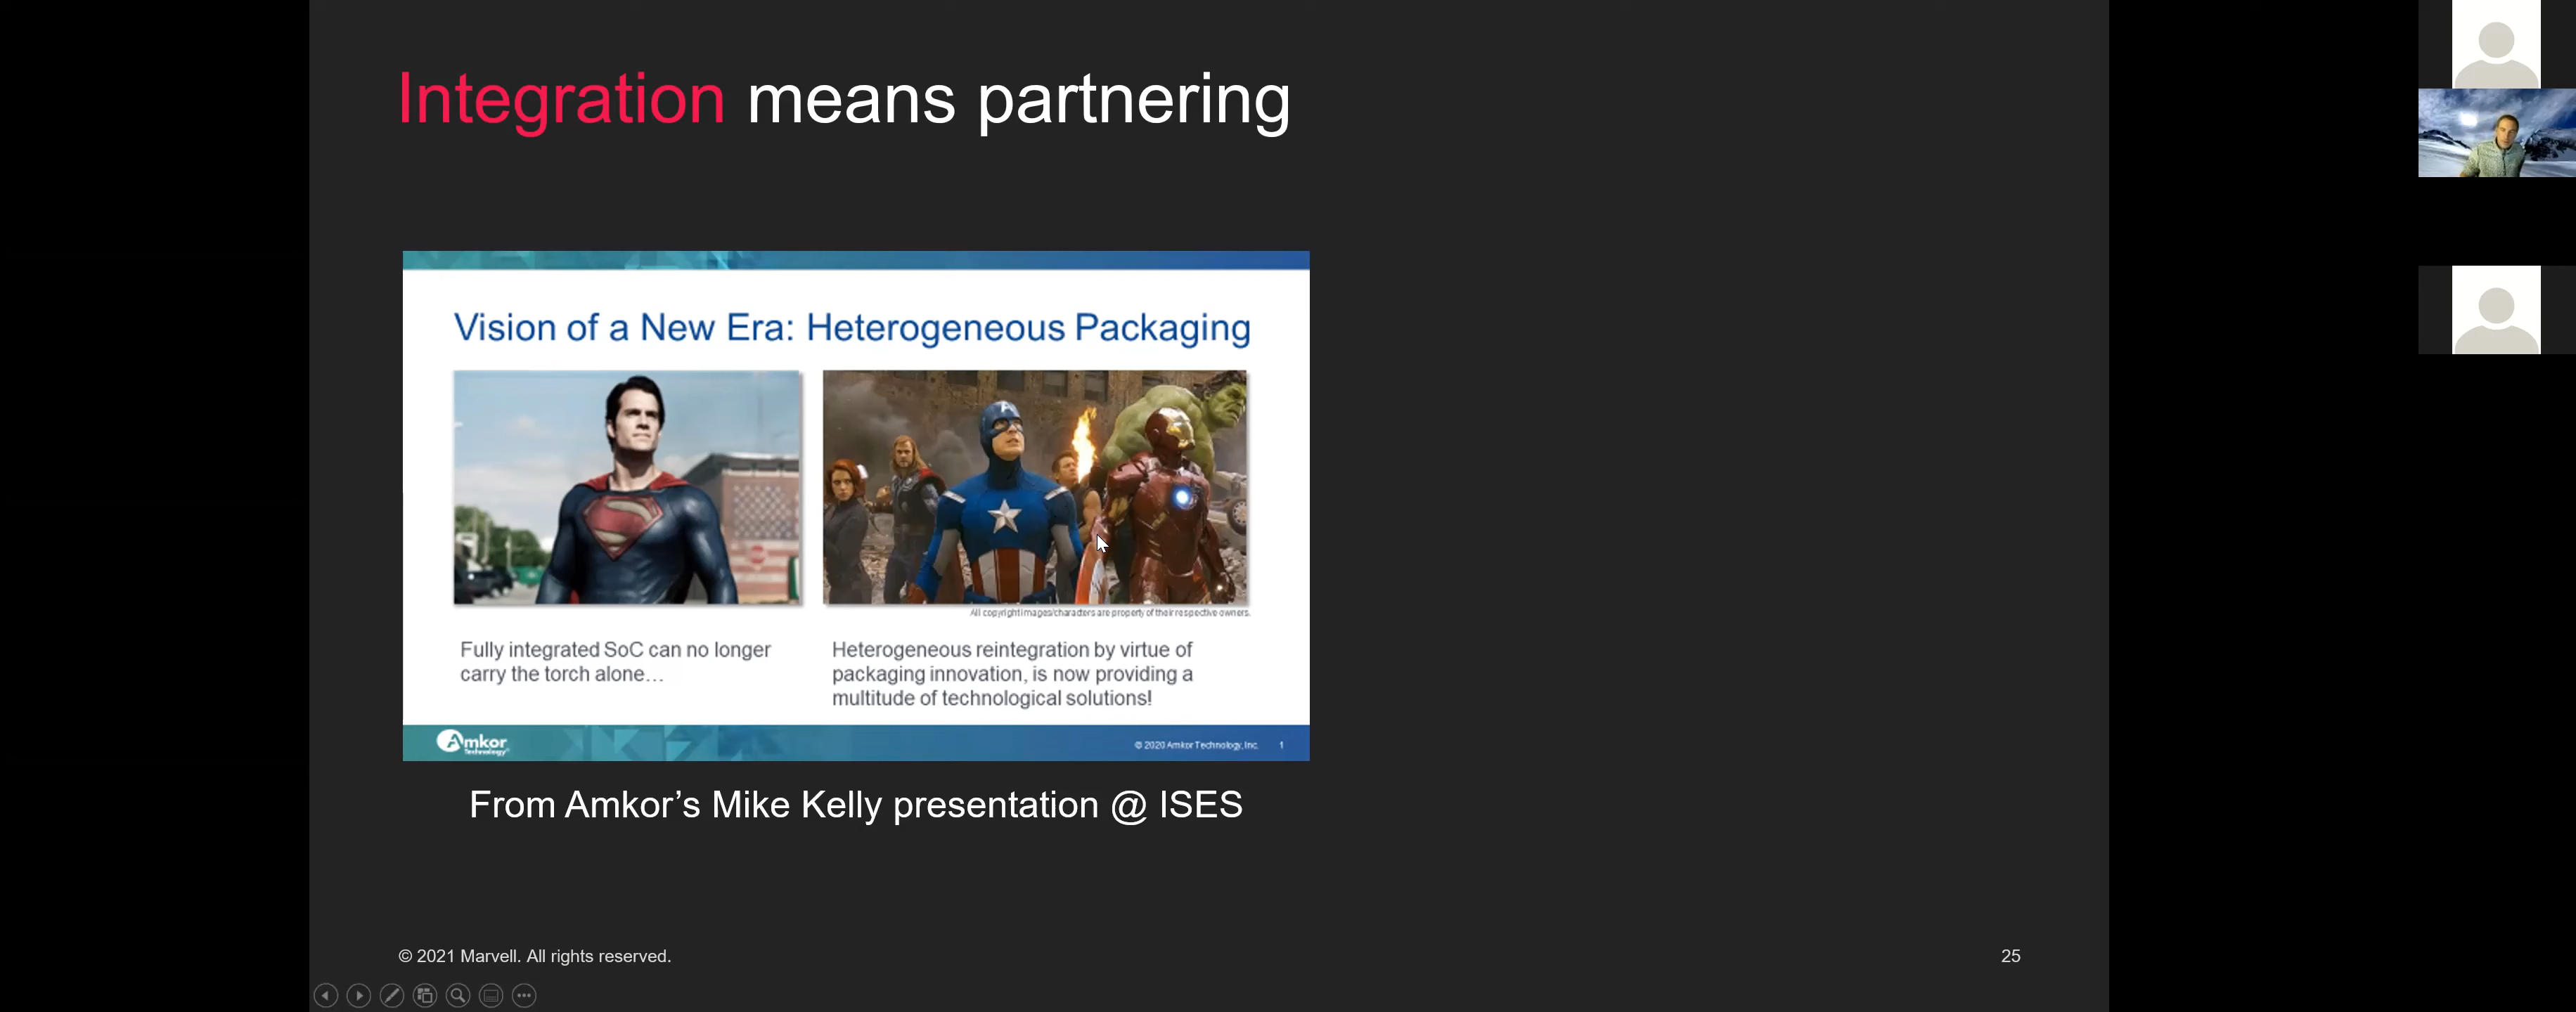 Integration means partnering
Vision of a New Era: Heterogeneous Packaging
All copyright images/characters are property of their respective owners.
Fully integrated SoC can no longer
carry the torch alone…
Heterogeneous reintegration by virtue of
packaging innovation, is now providing a
multitude of technological solutions!
Amkor
Technology
© 2020 Amkor Technology, Inc. 1
From Amkor's Mike Kelly presentation @ ISES
© 2021 Marvell. All rights reserved. 25